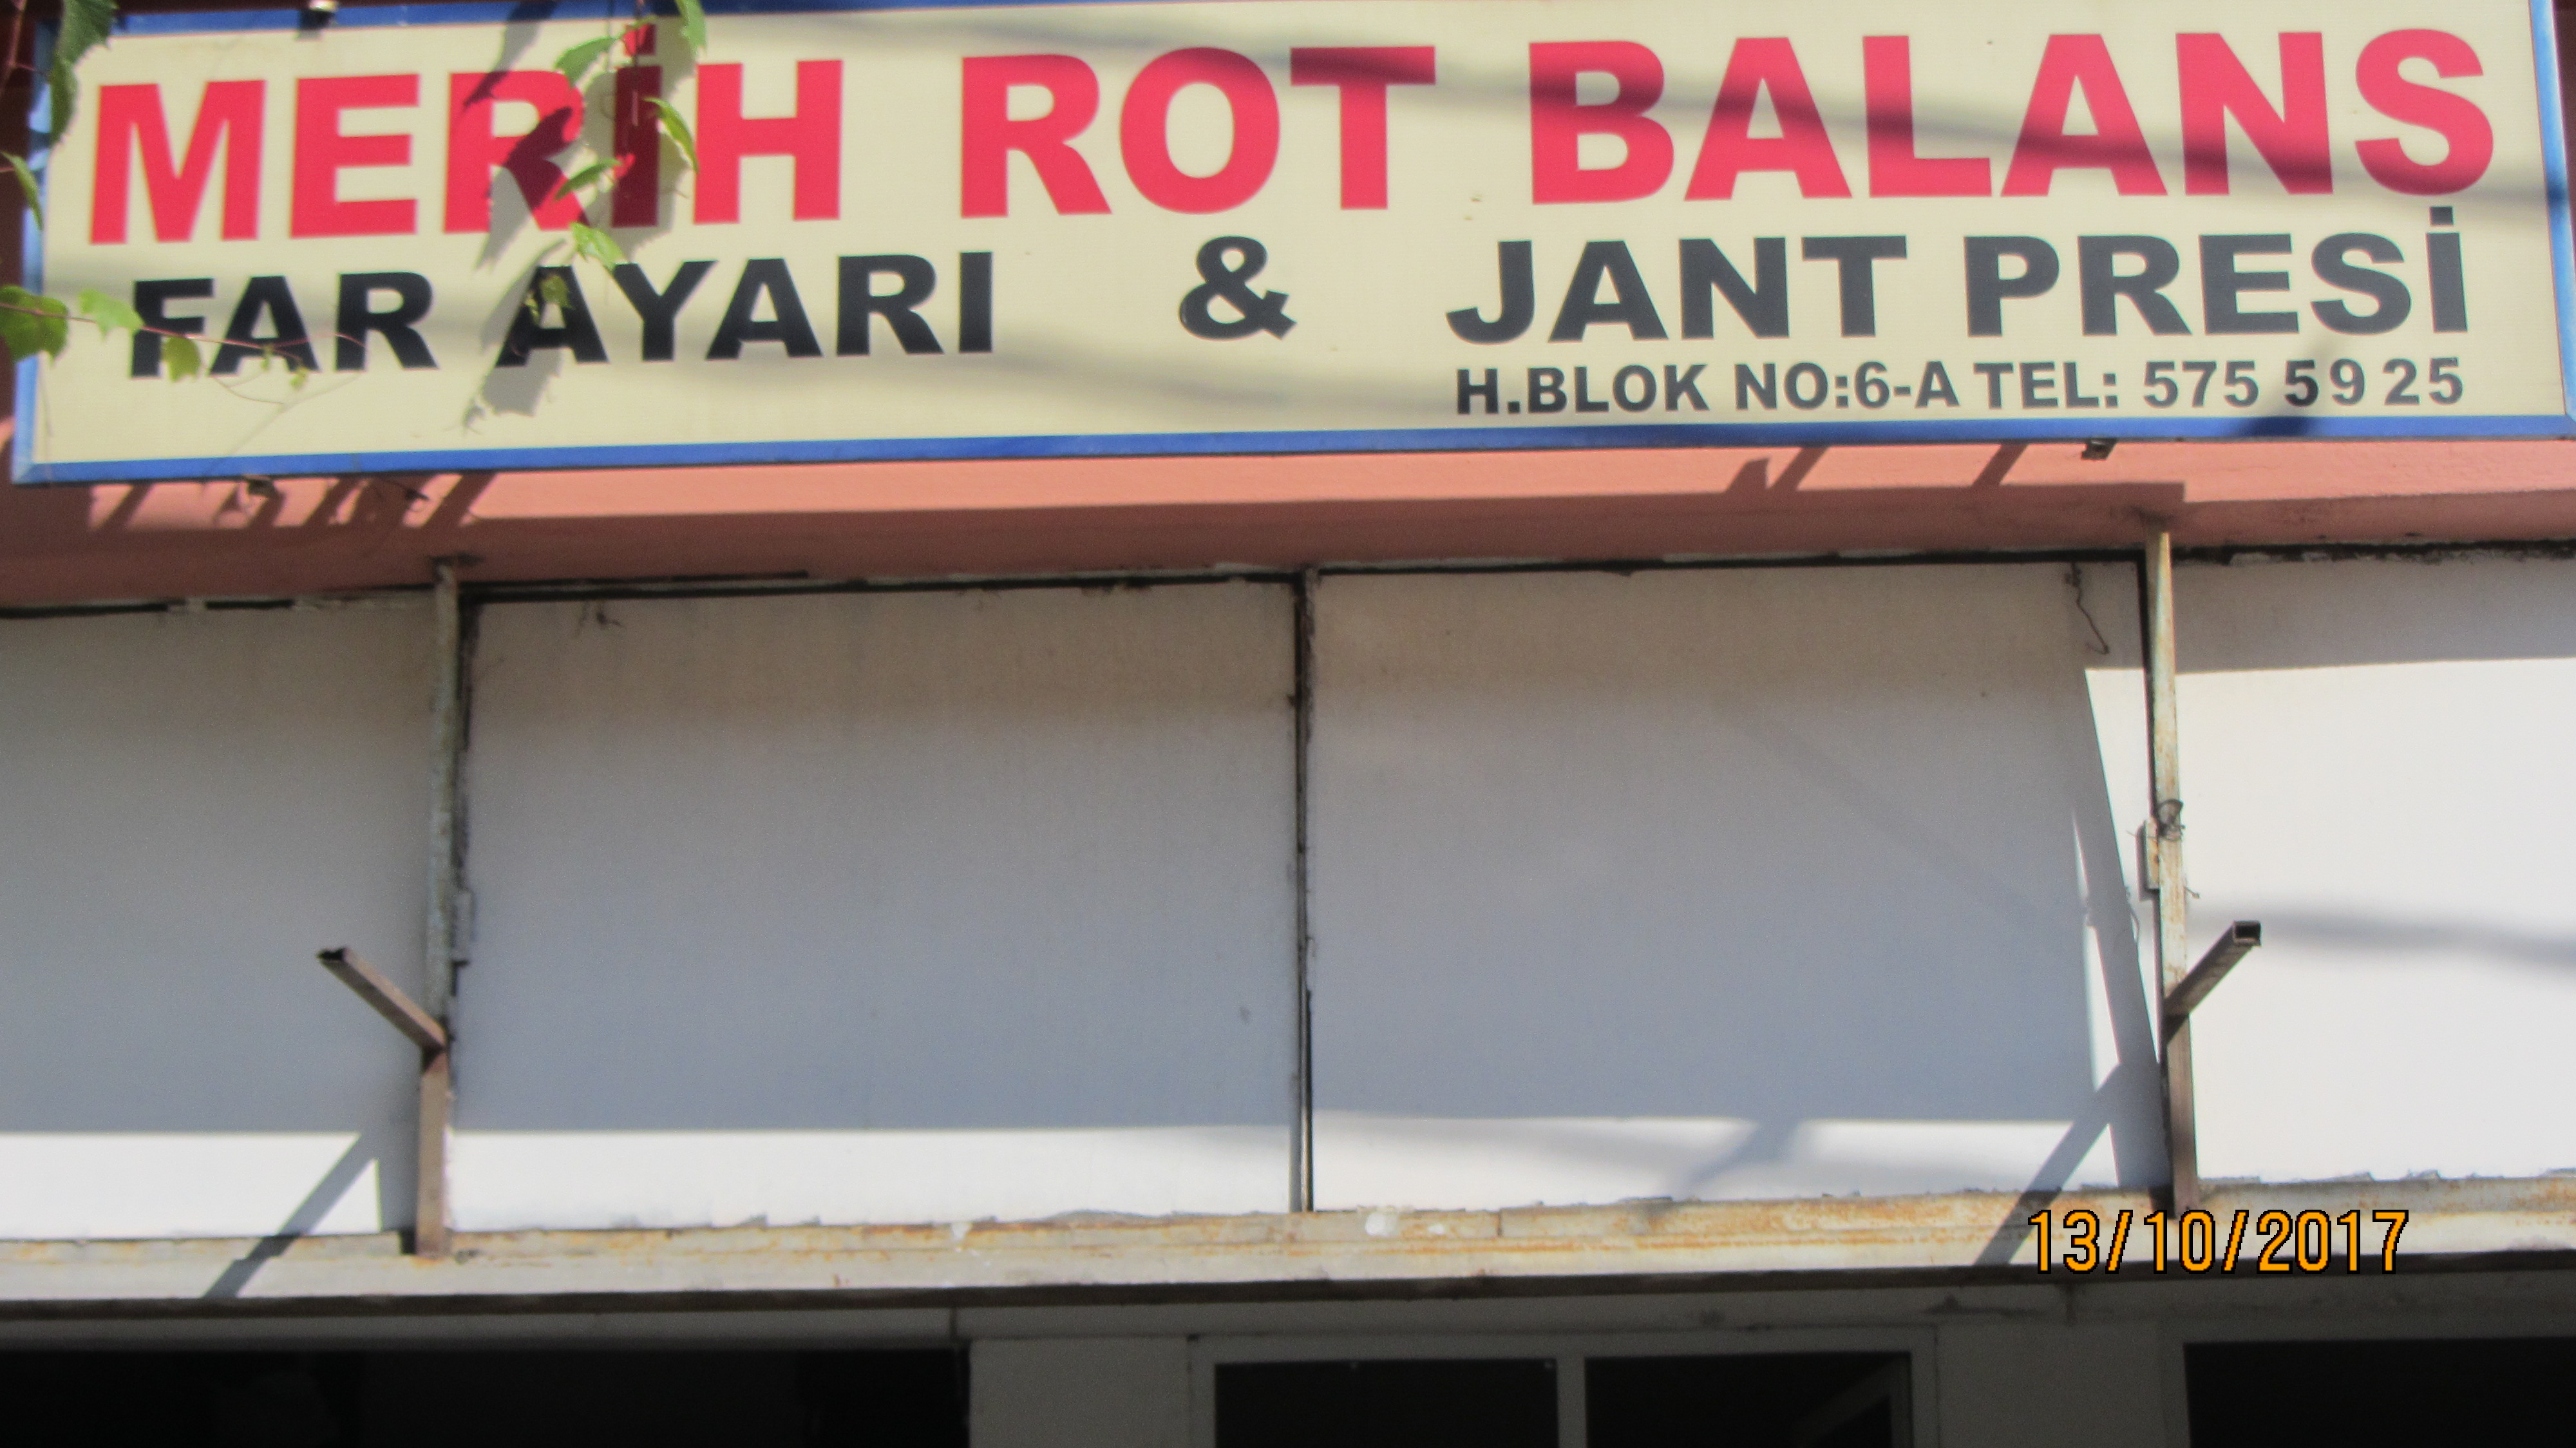 MERİH ROT BALANS
FAR AYARI & JANT PRESİ
H.BLOK NO:6-A TEL: 575 59 25
13/10/2017